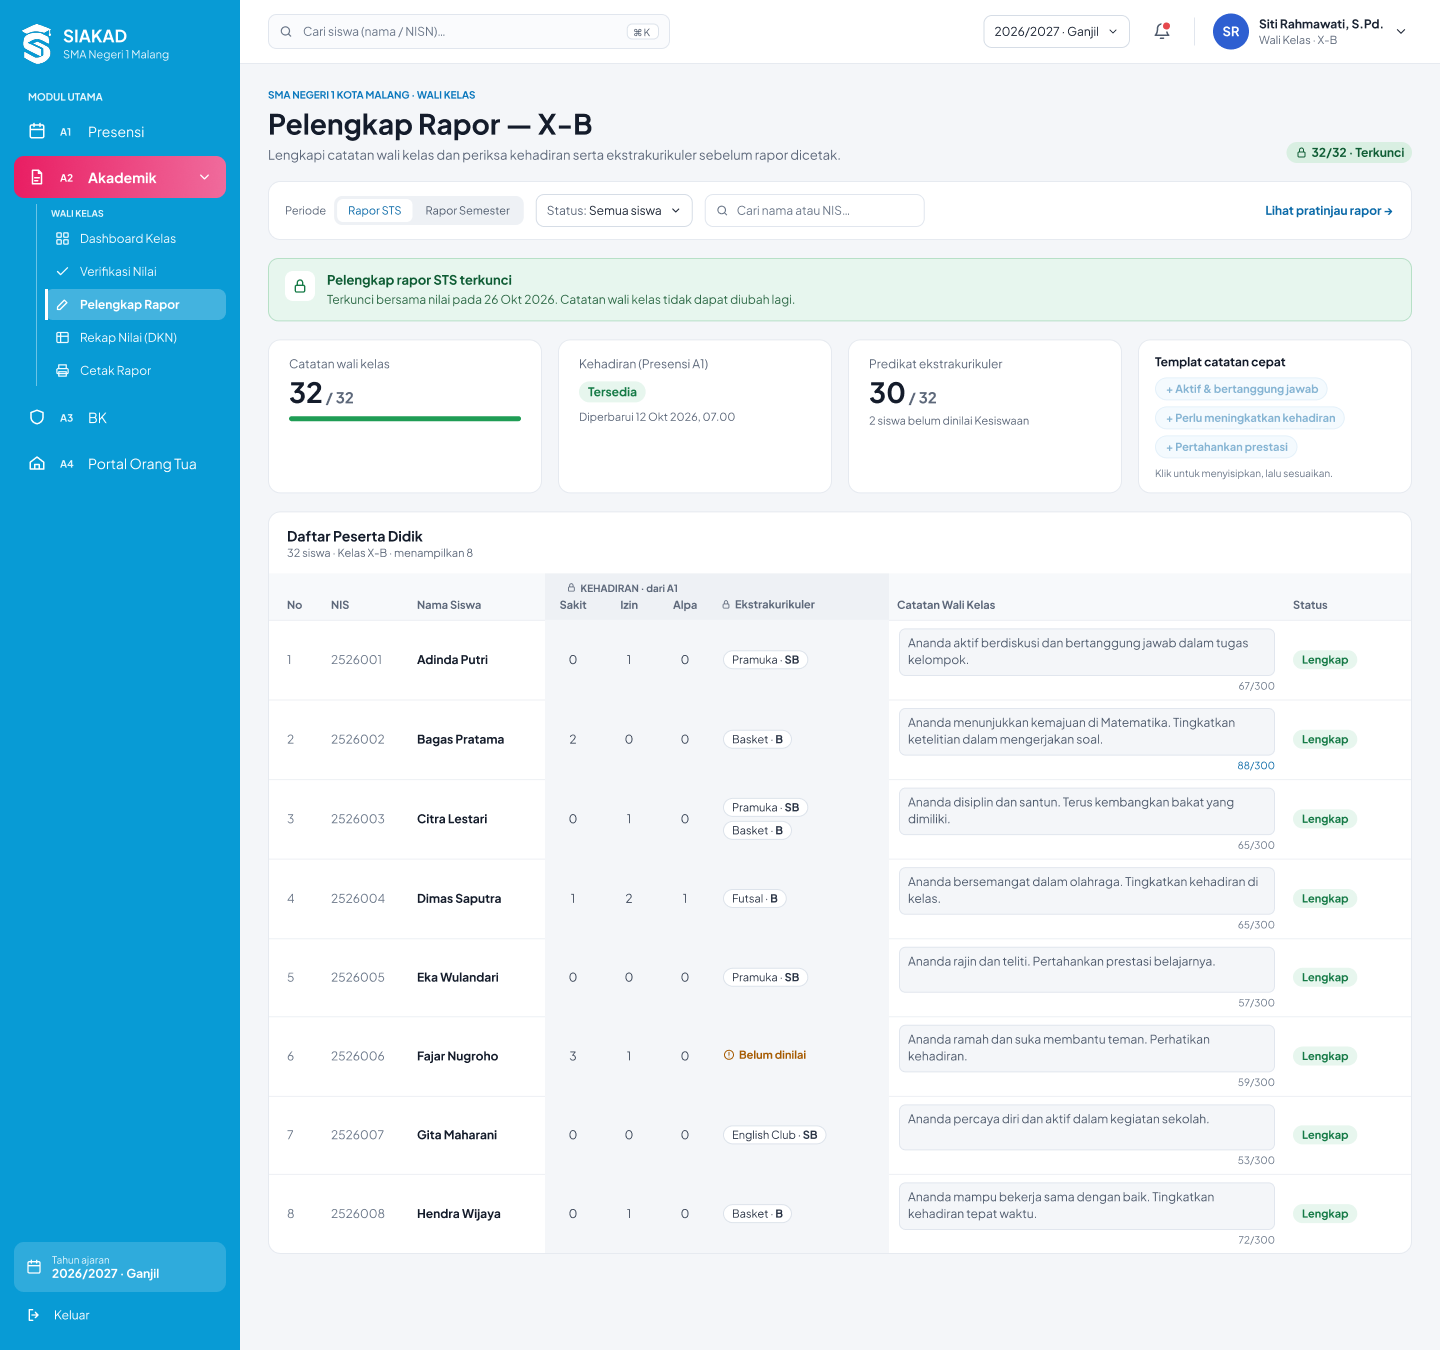 SIAKAD
SMA Negeri 1 Malang
MODUL UTAMA
A1 Presensi
A2 Akademik
WALI KELAS
Dashboard Kelas
Verifikasi Nilai
Pelengkap Rapor
Rekap Nilai (DKN)
Cetak Rapor
A3 BK
A4 Portal Orang Tua
Tahun ajaran
2026/2027 · Ganjil
Keluar
Cari siswa (nama / NISN)... ⌘K
2026/2027 · Ganjil
SR
Siti Rahmawati, S.Pd.
Wali Kelas · X-B
SMA NEGERI 1 KOTA MALANG · WALI KELAS
Pelengkap Rapor — X-B
Lengkapi catatan wali kelas dan periksa kehadiran serta ekstrakurikuler sebelum rapor dicetak.
32/32 · Terkunci
Periode Rapor STS Rapor Semester Status: Semua siswa Cari nama atau NIS... Lihat pratinjau rapor →
Pelengkap rapor STS terkunci
Terkunci bersama nilai pada 26 Okt 2026. Catatan wali kelas tidak dapat diubah lagi.
Catatan wali kelas
32 / 32
Kehadiran (Presensi A1)
Tersedia
Diperbarui 12 Okt 2026, 07.00
Predikat ekstrakurikuler
30 / 32
2 siswa belum dinilai Kesiswaan
Templat catatan cepat
+ Aktif & bertanggung jawab
+ Perlu meningkatkan kehadiran
+ Pertahankan prestasi
Klik untuk menyisipkan, lalu sesuaikan.
Daftar Peserta Didik
32 siswa · Kelas X-B · menampilkan 8
KEHADIRAN · dari A1
No NIS Nama Siswa Sakit Izin Alpa Ekstrakurikuler Catatan Wali Kelas Status
1 2526001 Adinda Putri 0 1 0 Pramuka · SB Ananda aktif berdiskusi dan bertanggung jawab dalam tugas
kelompok. Lengkap
67/300
2 2526002 Bagas Pratama 2 0 0 Basket · B Ananda menunjukkan kemajuan di Matematika. Tingkatkan
ketelitian dalam mengerjakan soal. Lengkap
88/300
3 2526003 Citra Lestari 0 1 0 Pramuka · SB Ananda disiplin dan santun. Terus kembangkan bakat yang
Basket · B dimiliki. Lengkap
65/300
4 2526004 Dimas Saputra 1 2 1 Futsal · B Ananda bersemangat dalam olahraga. Tingkatkan kehadiran di
kelas. Lengkap
65/300
5 2526005 Eka Wulandari 0 0 0 Pramuka · SB Ananda rajin dan teliti. Pertahankan prestasi belajarnya. Lengkap
57/300
6 2526006 Fajar Nugroho 3 1 0 Belum dinilai Ananda ramah dan suka membantu teman. Perhatikan
kehadiran. Lengkap
59/300
7 2526007 Gita Maharani 0 0 0 English Club · SB Ananda percaya diri dan aktif dalam kegiatan sekolah. Lengkap
53/300
8 2526008 Hendra Wijaya 0 1 0 Basket · B Ananda mampu bekerja sama dengan baik. Tingkatkan
kehadiran tepat waktu. Lengkap
72/300